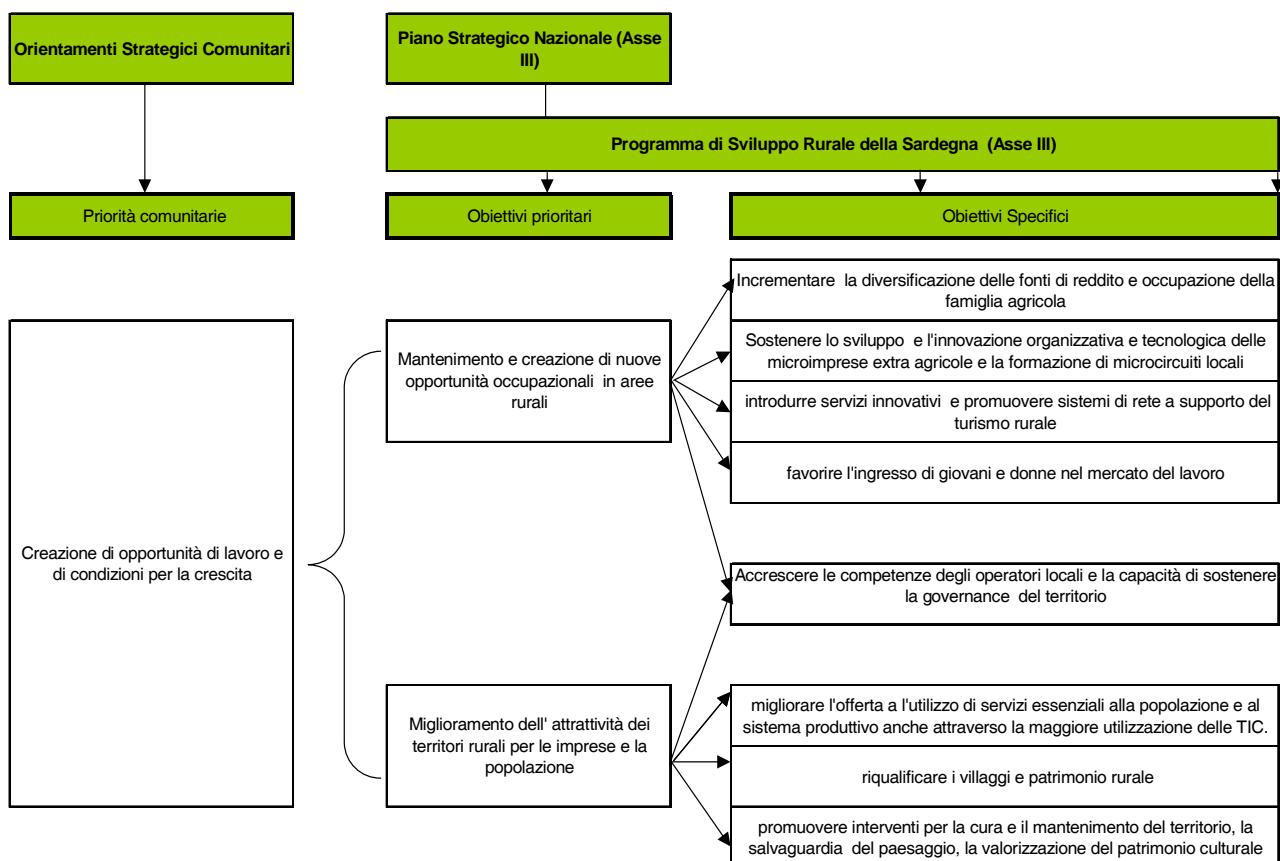 Orientamenti Strategici Comunitari
Piano Strategico Nazionale (Asse
III)
Programma di Sviluppo Rurale della Sardegna (Asse III)
Priorità comunitarie
Obiettivi prioritari
Obiettivi Specifici
Creazione di opportunità di lavoro e
di condizioni per la crescita
Mantenimento e creazione di nuove
opportunità occupazionali in aree
rurali
Incrementare la diversificazione delle fonti di reddito e occupazione della
famiglia agricola
Sostenere lo sviluppo e l'innovazione organizzativa e tecnologica delle
microimprese extra agricole e la formazione di microcircuiti locali
introdurre servizi innovativi e promuovere sistemi di rete a supporto del
turismo rurale
favorire l'ingresso di giovani e donne nel mercato del lavoro
Accrescere le competenze degli operatori locali e la capacità di sostenere
la governance del territorio
Miglioramento dell' attrattività dei
territori rurali per le imprese e la
popolazione
migliorare l'offerta a l'utilizzo di servizi essenziali alla popolazione e al
sistema produttivo anche attraverso la maggiore utilizzazione delle TIC.
riqualificare i villaggi e patrimonio rurale
promuovere interventi per la cura e il mantenimento del territorio, la
salvaguardia del paesaggio, la valorizzazione del patrimonio culturale